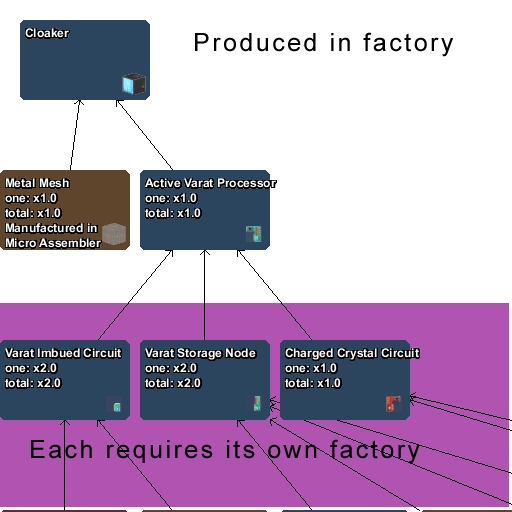 Cloaker
Produced in factory
Metal Mesh
one: x1.0
total: x1.0
Manufactured in
Micro Assembler
Active Varat Processor
one: x1.0
total: x1.0
Varat Imbued Circuit
one: x2.0
total: x2.0
Varat Storage Node
one: x2.0
total: x2.0
Charged Crystal Circuit
one: x1.0
total: x1.0
Each requires its own factory